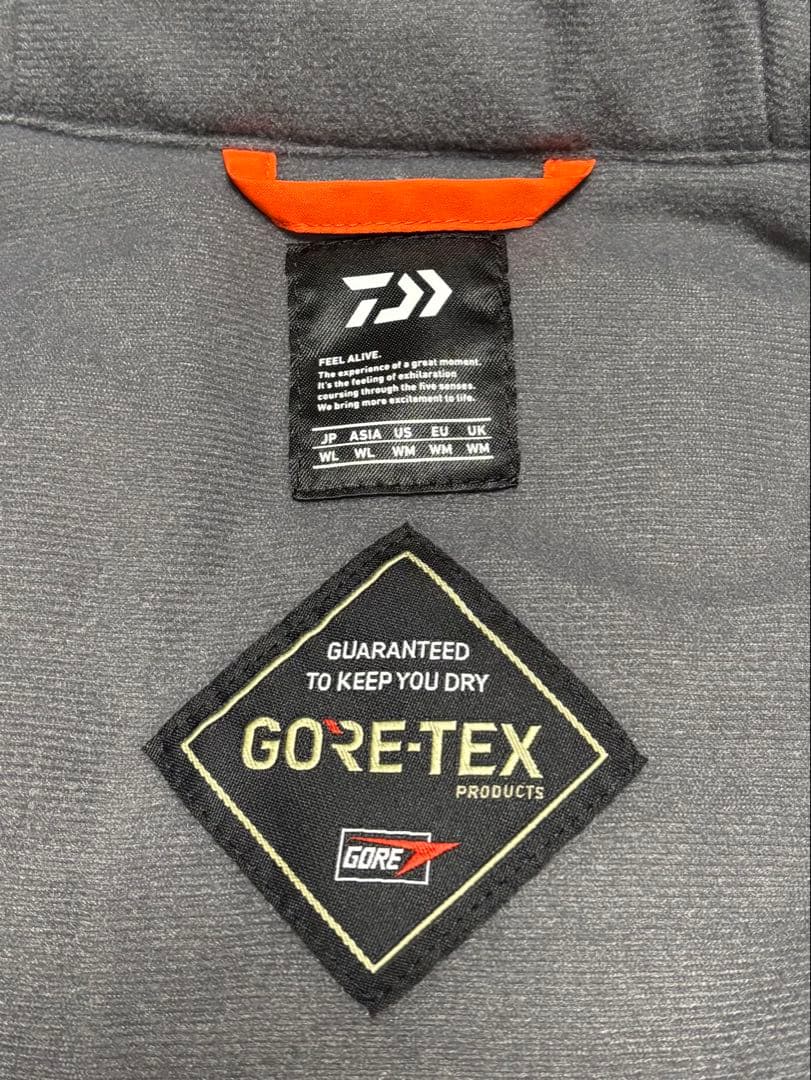 FEEL ALIVE.
The experience of a great moment.
It's the feeling of exhilaration
coursing through the five senses.
We bring more excitement to life.
JP ASIA US EU UK
WL WL WM WM WM
GUARANTEED
TO KEEP YOU DRY
GORE-TEX
PRODUCTS
GORE